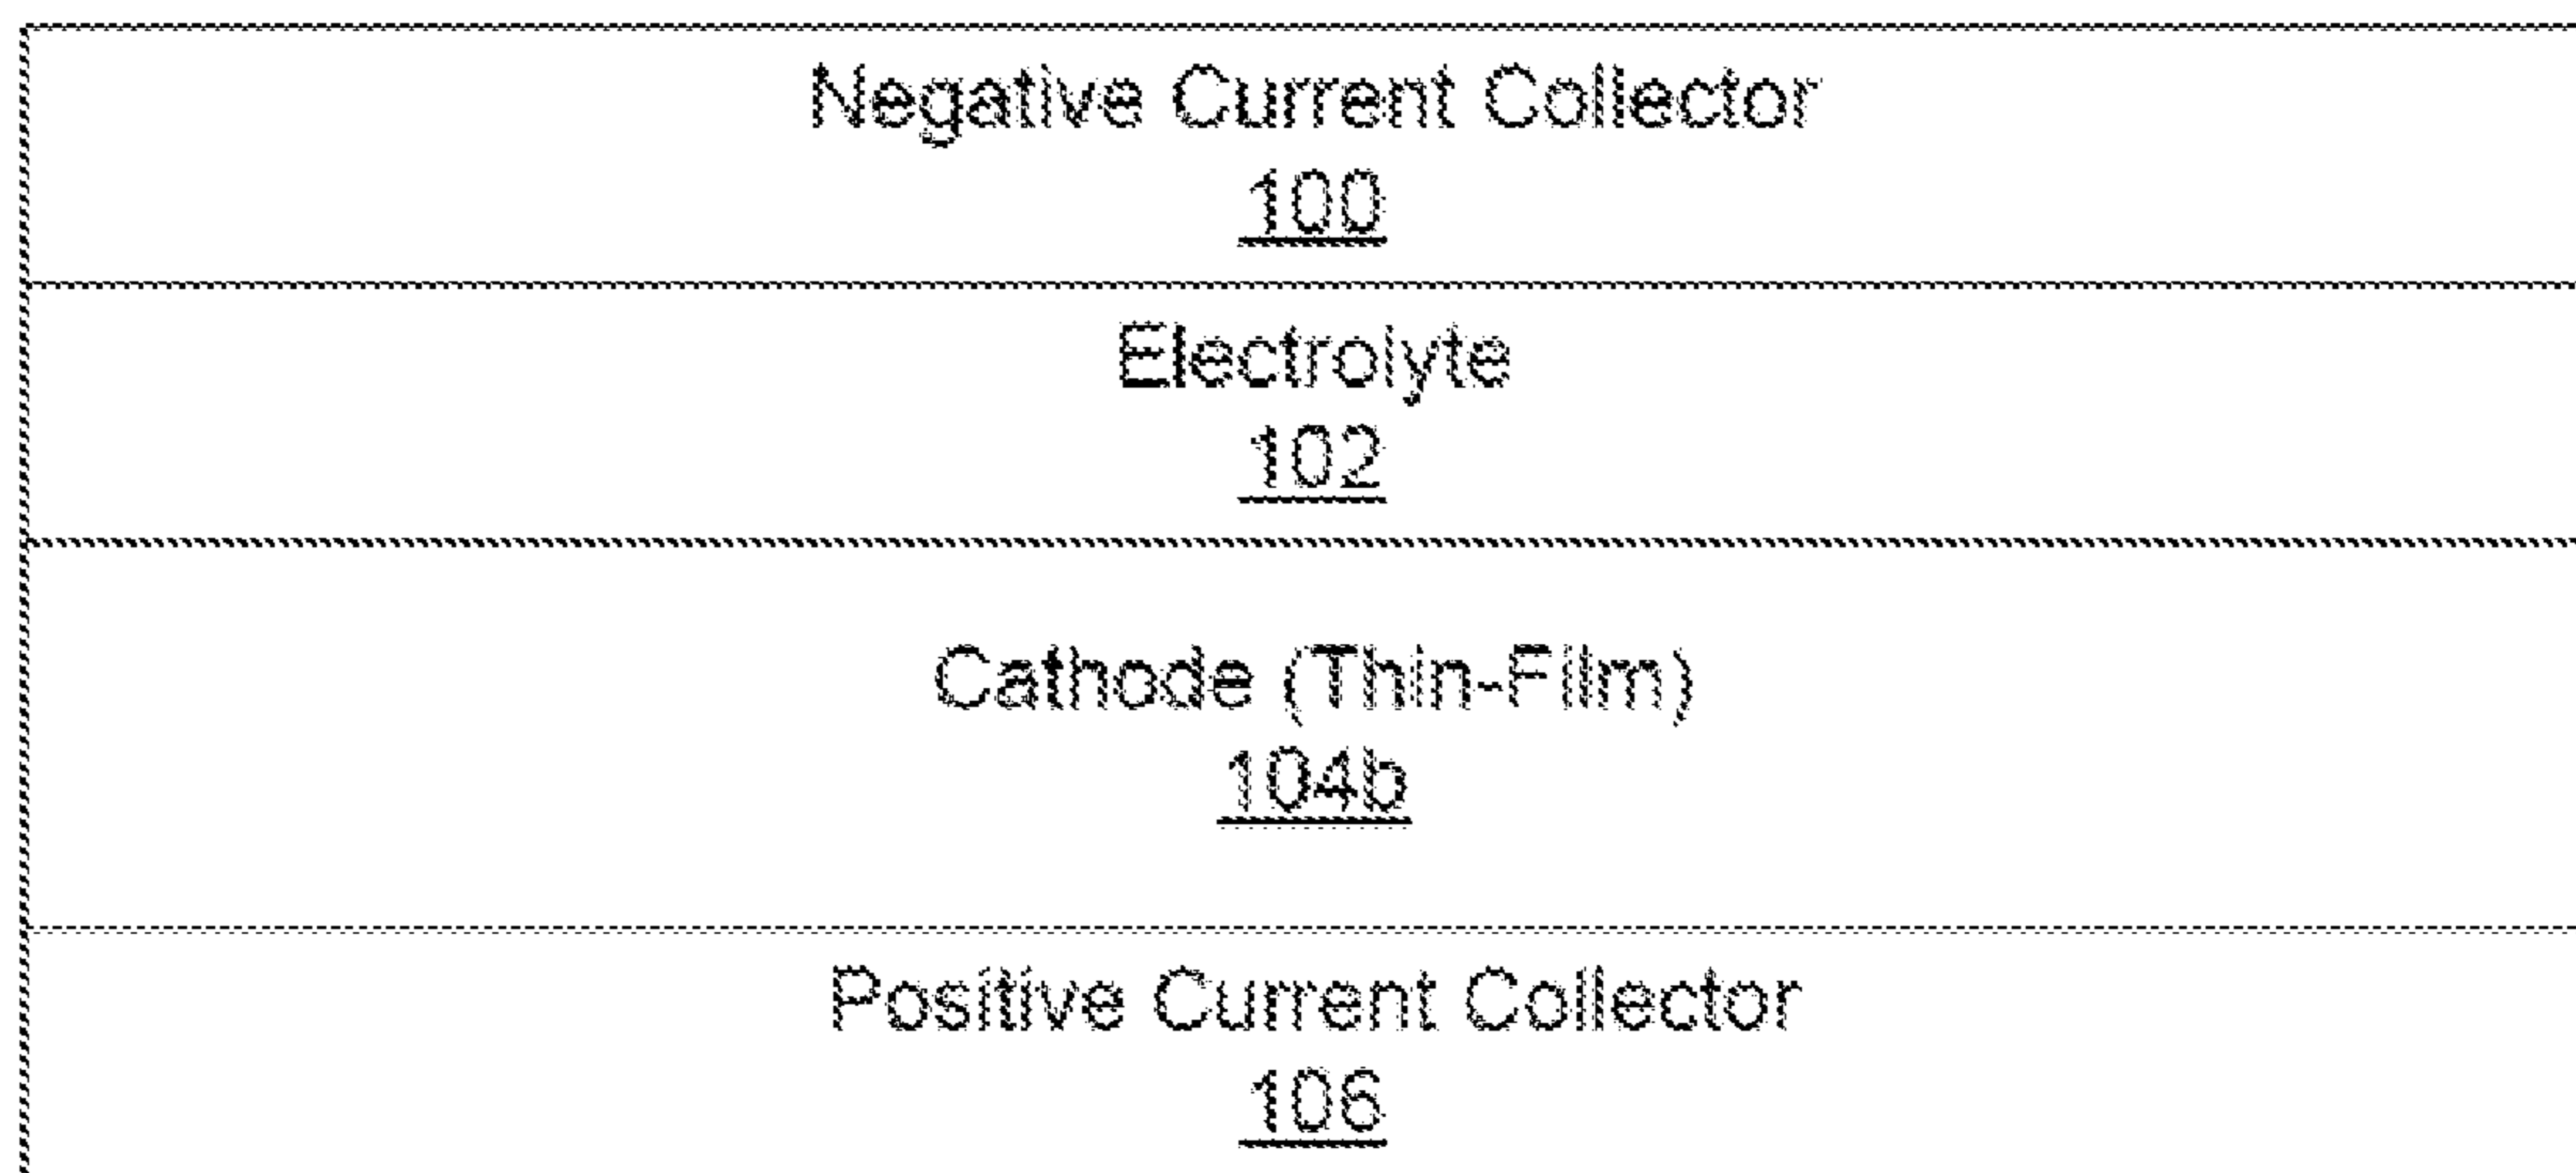 Negative Current Collector
100
Electrolyte
102
Cathode (Thin-Film)
104b
Positive Current Collector
106